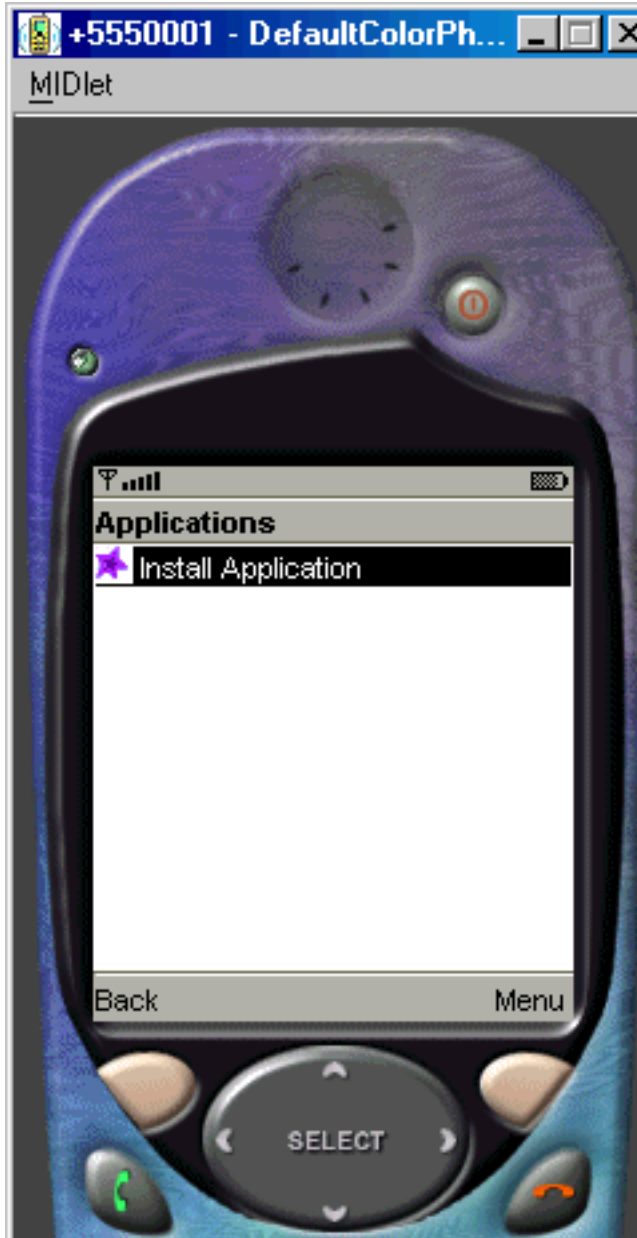 +5550001 - DefaultColorPh...
MIDlet
Applications
Install Application
Back
Menu
SELECT